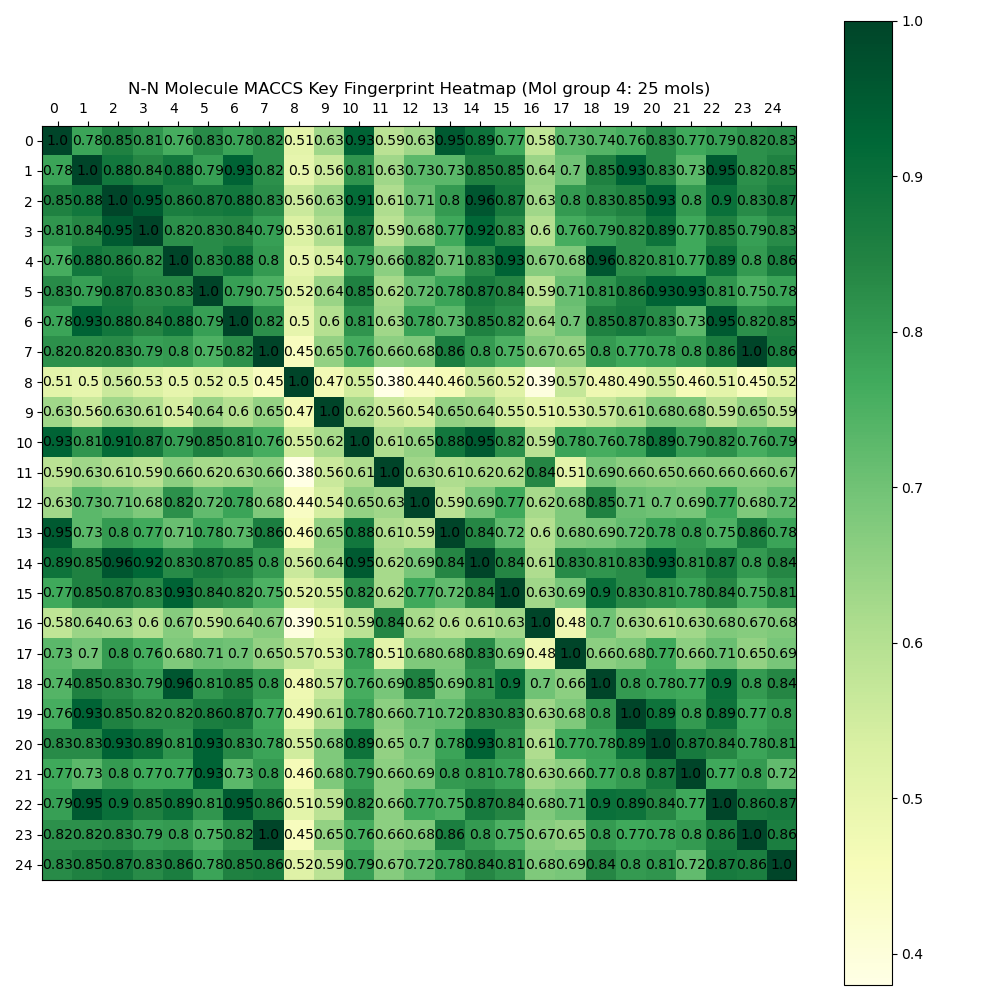 N-N Molecule MACCS Key Fingerprint Heatmap (Mol group 4: 25 mols)
0 1 2 3 4 5 6 7 8 9 10 11 12 13 14 15 16 17 18 19 20 21 22 23 24
0 1.0 0.78 0.85 0.81 0.76 0.83 0.78 0.82 0.51 0.63 0.93 0.59 0.63 0.95 0.89 0.77 0.58 0.73 0.74 0.76 0.83 0.77 0.79 0.82 0.83
1 0.78 1.0 0.88 0.84 0.88 0.79 0.93 0.82 0.5 0.56 0.81 0.63 0.73 0.73 0.85 0.85 0.64 0.7 0.85 0.93 0.83 0.73 0.95 0.82 0.85
2 0.85 0.88 1.0 0.95 0.86 0.87 0.88 0.83 0.56 0.63 0.91 0.61 0.71 0.8 0.96 0.87 0.63 0.8 0.83 0.85 0.93 0.8 0.9 0.83 0.87
3 0.81 0.84 0.95 1.0 0.82 0.83 0.84 0.79 0.53 0.61 0.87 0.59 0.68 0.77 0.92 0.83 0.6 0.76 0.79 0.82 0.89 0.77 0.85 0.79 0.83
4 0.76 0.88 0.86 0.82 1.0 0.83 0.88 0.8 0.5 0.54 0.79 0.66 0.82 0.71 0.83 0.93 0.67 0.68 0.96 0.82 0.81 0.77 0.89 0.8 0.86
5 0.83 0.79 0.87 0.83 0.83 1.0 0.79 0.75 0.52 0.64 0.85 0.62 0.72 0.78 0.87 0.84 0.59 0.71 0.81 0.86 0.93 0.93 0.81 0.75 0.78
6 0.78 0.93 0.88 0.84 0.88 0.79 1.0 0.82 0.5 0.6 0.81 0.63 0.78 0.73 0.85 0.82 0.64 0.7 0.85 0.87 0.83 0.73 0.95 0.82 0.85
7 0.82 0.82 0.83 0.79 0.8 0.75 0.82 1.0 0.45 0.65 0.76 0.66 0.68 0.86 0.8 0.75 0.67 0.65 0.8 0.77 0.78 0.8 0.86 1.0 0.86
8 0.51 0.5 0.56 0.53 0.5 0.52 0.5 0.45 1.0 0.47 0.55 0.38 0.44 0.46 0.56 0.52 0.39 0.57 0.48 0.49 0.55 0.46 0.51 0.45 0.52
9 0.63 0.56 0.63 0.61 0.54 0.64 0.6 0.65 0.47 1.0 0.62 0.56 0.54 0.65 0.64 0.55 0.51 0.53 0.57 0.61 0.68 0.68 0.59 0.65 0.59
10 0.93 0.81 0.91 0.87 0.79 0.85 0.81 0.76 0.55 0.62 1.0 0.61 0.65 0.88 0.95 0.82 0.59 0.78 0.76 0.78 0.89 0.79 0.82 0.76 0.79
11 0.59 0.63 0.61 0.59 0.66 0.62 0.63 0.66 0.38 0.56 0.61 1.0 0.63 0.61 0.62 0.62 0.84 0.51 0.69 0.66 0.65 0.66 0.66 0.66 0.67
12 0.63 0.73 0.71 0.68 0.82 0.72 0.78 0.68 0.44 0.54 0.65 0.63 1.0 0.59 0.69 0.77 0.62 0.68 0.85 0.71 0.7 0.69 0.77 0.68 0.72
13 0.95 0.73 0.8 0.77 0.71 0.78 0.73 0.86 0.46 0.65 0.88 0.61 0.59 1.0 0.84 0.72 0.6 0.68 0.69 0.72 0.78 0.8 0.75 0.86 0.78
14 0.89 0.85 0.96 0.92 0.83 0.87 0.85 0.8 0.56 0.64 0.95 0.62 0.69 0.84 1.0 0.84 0.61 0.83 0.81 0.83 0.93 0.81 0.87 0.8 0.84
15 0.77 0.85 0.87 0.83 0.93 0.84 0.82 0.75 0.52 0.55 0.82 0.62 0.77 0.72 0.84 1.0 0.63 0.69 0.9 0.83 0.81 0.78 0.84 0.75 0.81
16 0.58 0.64 0.63 0.6 0.67 0.59 0.64 0.67 0.39 0.51 0.59 0.84 0.62 0.6 0.61 0.63 1.0 0.48 0.7 0.63 0.61 0.63 0.68 0.67 0.68
17 0.73 0.7 0.8 0.76 0.68 0.71 0.7 0.65 0.57 0.53 0.78 0.51 0.68 0.68 0.83 0.69 0.48 1.0 0.66 0.68 0.77 0.66 0.71 0.65 0.69
18 0.74 0.85 0.83 0.79 0.96 0.81 0.85 0.8 0.48 0.57 0.76 0.69 0.85 0.69 0.81 0.9 0.7 0.66 1.0 0.8 0.78 0.77 0.9 0.8 0.84
19 0.76 0.93 0.85 0.82 0.82 0.86 0.87 0.77 0.49 0.61 0.78 0.66 0.71 0.72 0.83 0.83 0.63 0.68 0.8 1.0 0.89 0.8 0.89 0.77 0.8
20 0.83 0.83 0.93 0.89 0.81 0.93 0.83 0.78 0.55 0.68 0.89 0.65 0.7 0.78 0.93 0.81 0.61 0.77 0.78 0.89 1.0 0.87 0.84 0.78 0.81
21 0.77 0.73 0.8 0.77 0.77 0.93 0.73 0.8 0.46 0.68 0.79 0.66 0.69 0.8 0.81 0.78 0.63 0.66 0.77 0.8 0.87 1.0 0.77 0.8 0.72
22 0.79 0.95 0.9 0.85 0.89 0.81 0.95 0.86 0.51 0.59 0.82 0.66 0.77 0.75 0.87 0.84 0.68 0.71 0.9 0.89 0.84 0.77 1.0 0.86 0.87
23 0.82 0.82 0.83 0.79 0.8 0.75 0.82 1.0 0.45 0.65 0.76 0.66 0.68 0.86 0.8 0.75 0.67 0.65 0.8 0.77 0.78 0.8 0.86 1.0 0.86
24 0.83 0.85 0.87 0.83 0.86 0.78 0.85 0.86 0.52 0.59 0.79 0.67 0.72 0.78 0.84 0.81 0.68 0.69 0.84 0.8 0.81 0.72 0.87 0.86 1.0
1.0
0.9
0.8
0.7
0.6
0.5
0.4